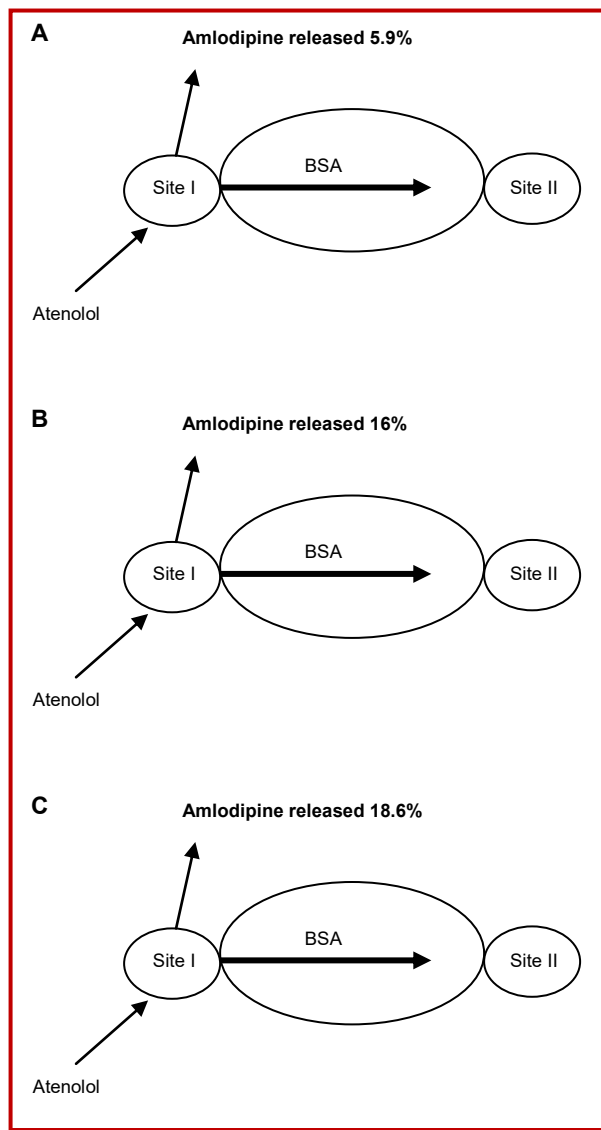 A
Amlodipine released 5.9%
BSA
Site I
Site II
Atenolol
B
Amlodipine released 16%
BSA
Site I
Site II
Atenolol
C
Amlodipine released 18.6%
BSA
Site I
Site II
Atenolol